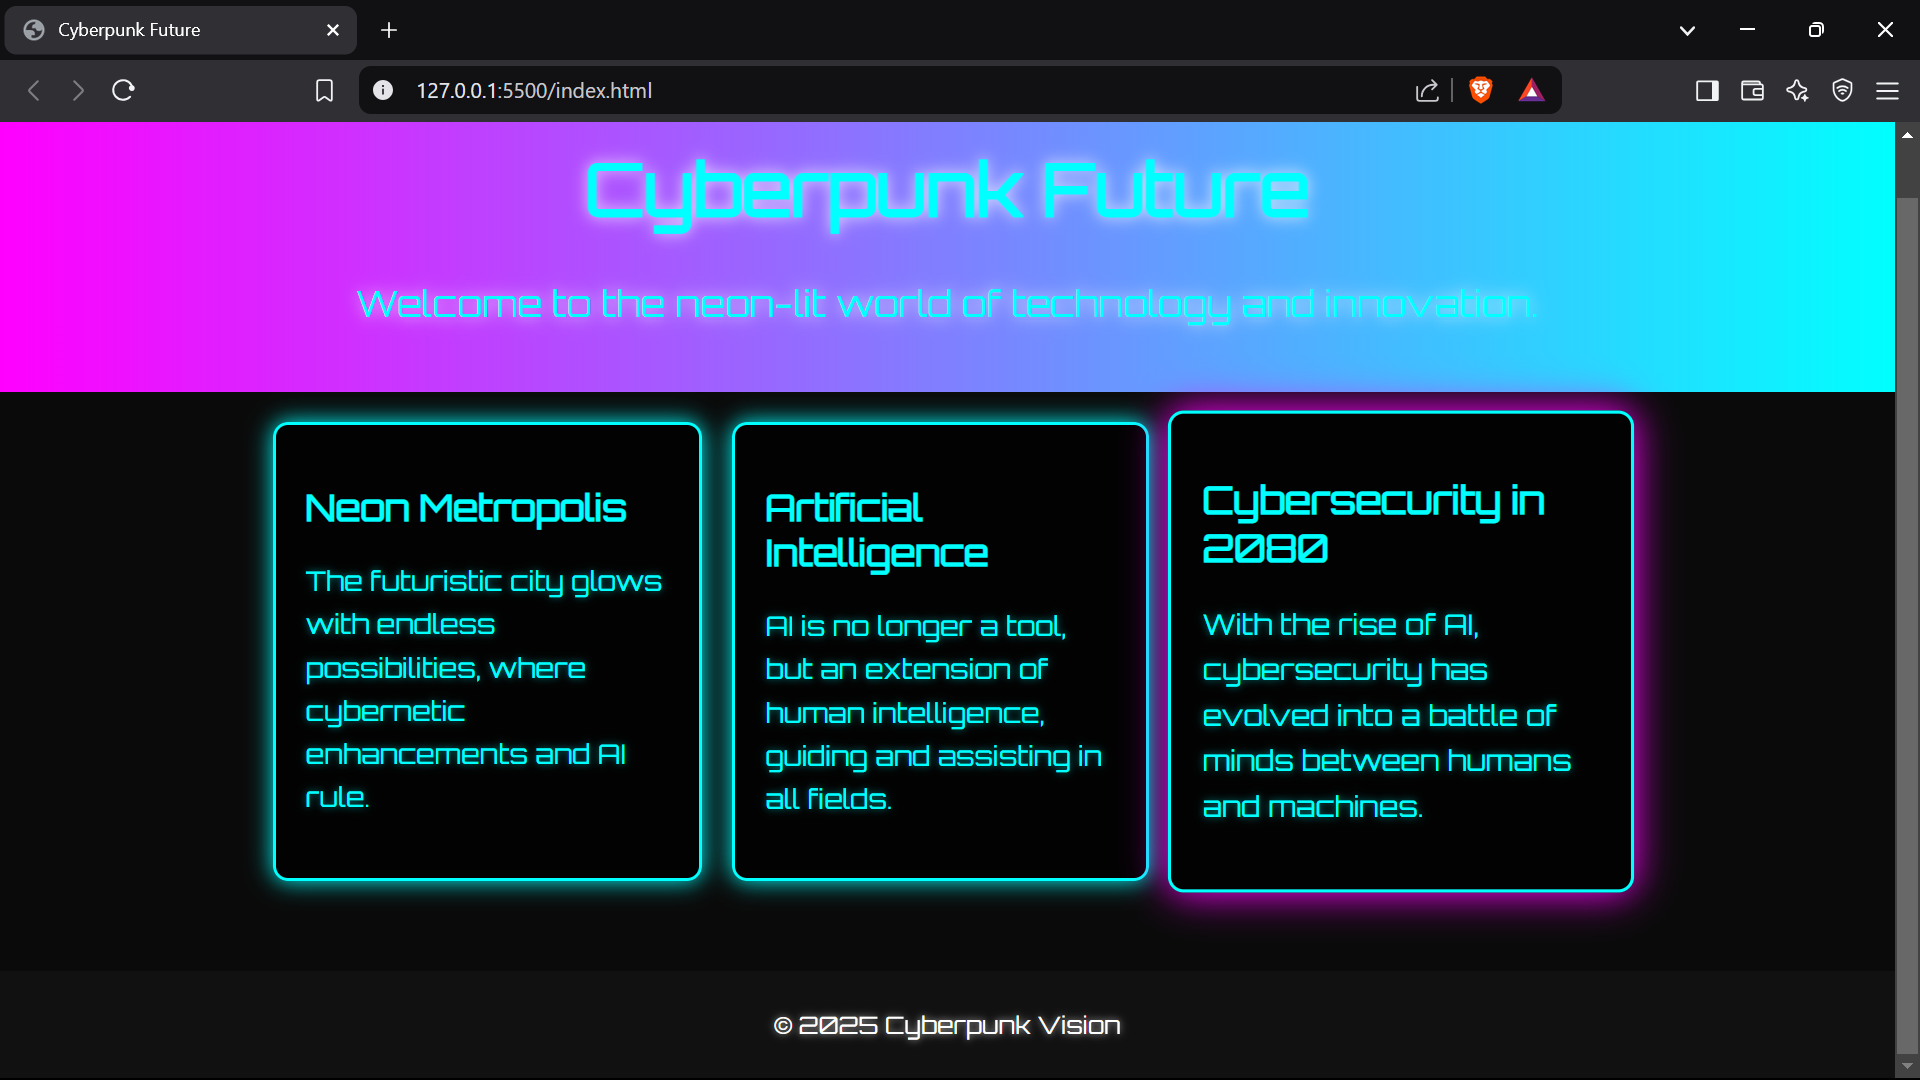 Cyberpunk Future
127.0.0.1:5500/index.html
Cyberpunk Future
Welcome to the neon-lit world of technology and innovation.
Neon Metropolis
The futuristic city glows
with endless
possibilities, where
cybernetic
enhancements and AI
rule.
Artificial
Intelligence
AI is no longer a tool,
but an extension of
human intelligence,
guiding and assisting in
all fields.
Cybersecurity in
2080
With the rise of AI,
cybersecurity has
evolved into a battle of
minds between humans
and machines.
© 2025 Cyberpunk Vision